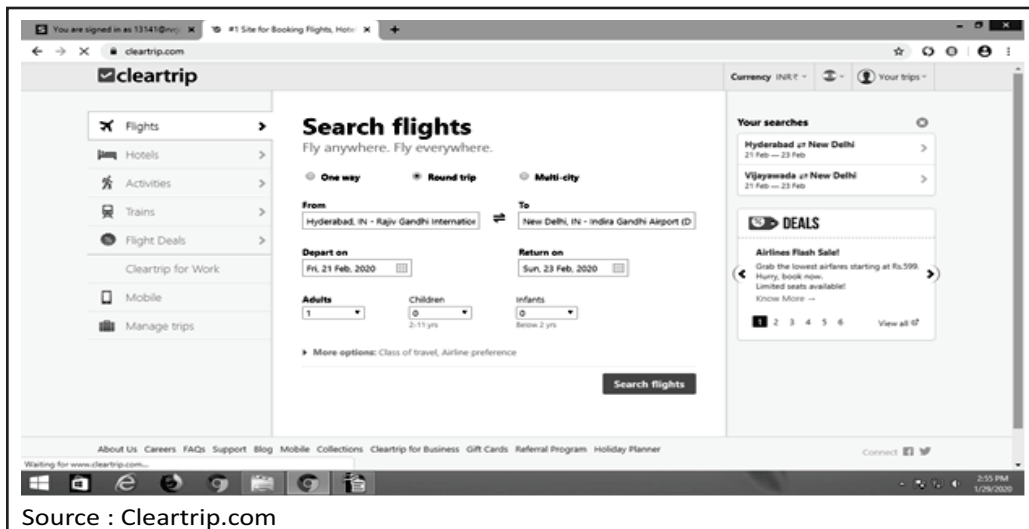 You are signed in as 13141@nrcj
#1 Site for Booking Flights, Hote
cleartrip.com
cleartrip
Currency INR₹
Your trips
Flights
Hotels
Activities
Trains
Flight Deals
Cleartrip for Work
Mobile
Manage trips
Search flights
Fly anywhere. Fly everywhere.
One way Round trip Multi-city
From To
Hyderabad, IN - Rajiv Gandhi Internation New Delhi, IN - Indira Gandhi Airport (D
Depart on Return on
Fri, 21 Feb, 2020 Sun, 23 Feb, 2020
Adults Children Infants
1 0 0
2-11 yrs Below 2 yrs
More options: Class of travel, Airline preference
Search flights
Your searches
Hyderabad ⇄ New Delhi
21 Feb — 23 Feb
Vijayawada ⇄ New Delhi
21 Feb — 23 Feb
DEALS
Airlines Flash Sale!
Grab the lowest airfares starting at Rs.599.
Hurry, book now.
Limited seats available!
Know More →
1 2 3 4 5 6 View all
About Us Careers FAQs Support Blog Mobile Collections Cleartrip for Business Gift Cards Referral Program Holiday Planner
Connect
Waiting for www.cleartrip.com...
2:55 PM
1/29/2020
Source : Cleartrip.com